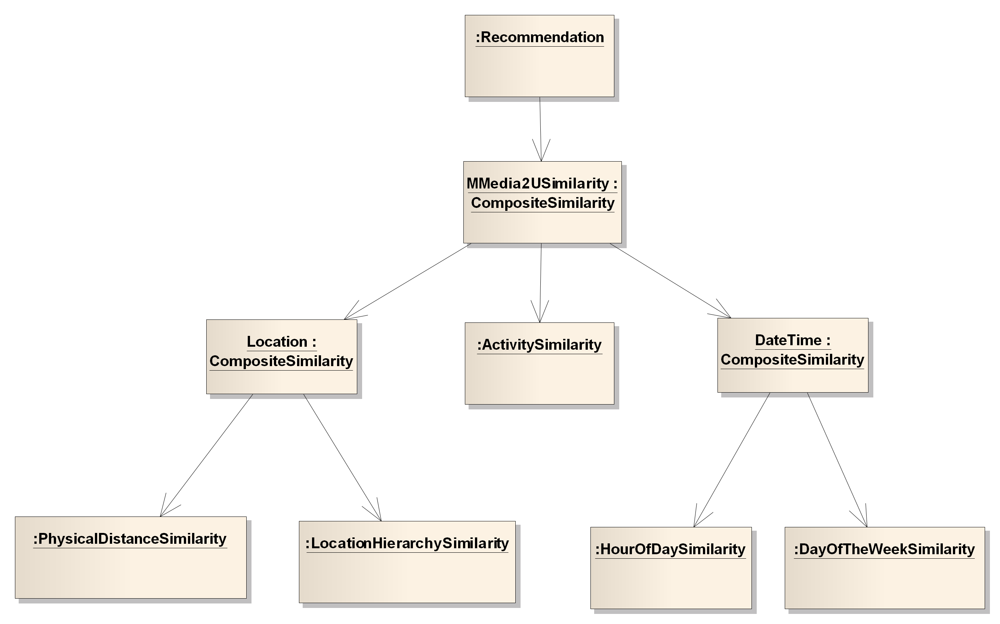 :Recommendation
MMedia2USimilarity :
CompositeSimilarity
Location :
CompositeSimilarity
:ActivitySimilarity
DateTime :
CompositeSimilarity
:PhysicalDistanceSimilarity
:LocationHierarchySimilarity
:HourOfDaySimilarity
:DayOfTheWeekSimilarity